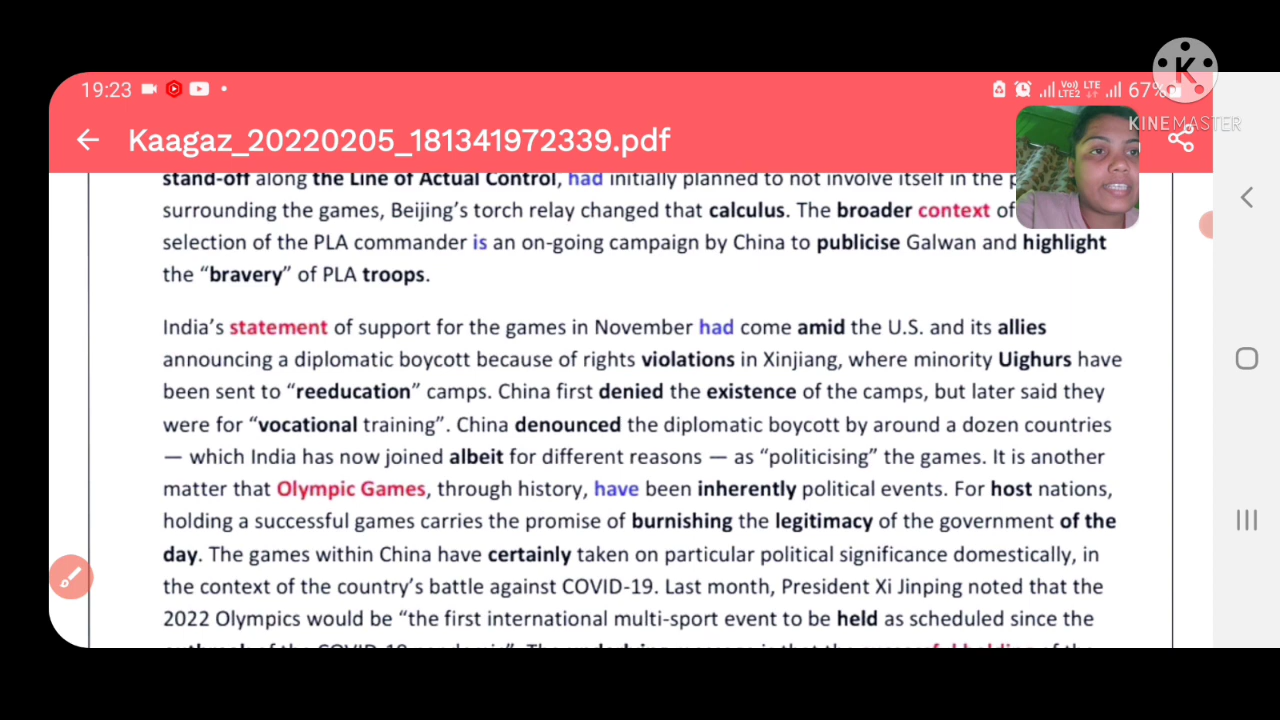 19:23
Vo) LTE
LTE2
67%
KINEMASTER
Kaagaz_20220205_181341972339.pdf
stand-off along the Line of Actual Control, had initially planned to not involve itself in the
surrounding the games, Beijing's torch relay changed that calculus. The broader context of
selection of the PLA commander is an on-going campaign by China to publicise Galwan and highlight
the “bravery” of PLA troops.
India's statement of support for the games in November had come amid the U.S. and its allies
announcing a diplomatic boycott because of rights violations in Xinjiang, where minority Uighurs have
been sent to “reeducation” camps. China first denied the existence of the camps, but later said they
were for “vocational training”. China denounced the diplomatic boycott by around a dozen countries
— which India has now joined albeit for different reasons — as “politicising” the games. It is another
matter that Olympic Games, through history, have been inherently political events. For host nations,
holding a successful games carries the promise of burnishing the legitimacy of the government of the
day. The games within China have certainly taken on particular political significance domestically, in
the context of the country's battle against COVID-19. Last month, President Xi Jinping noted that the
2022 Olympics would be “the first international multi-sport event to be held as scheduled since the